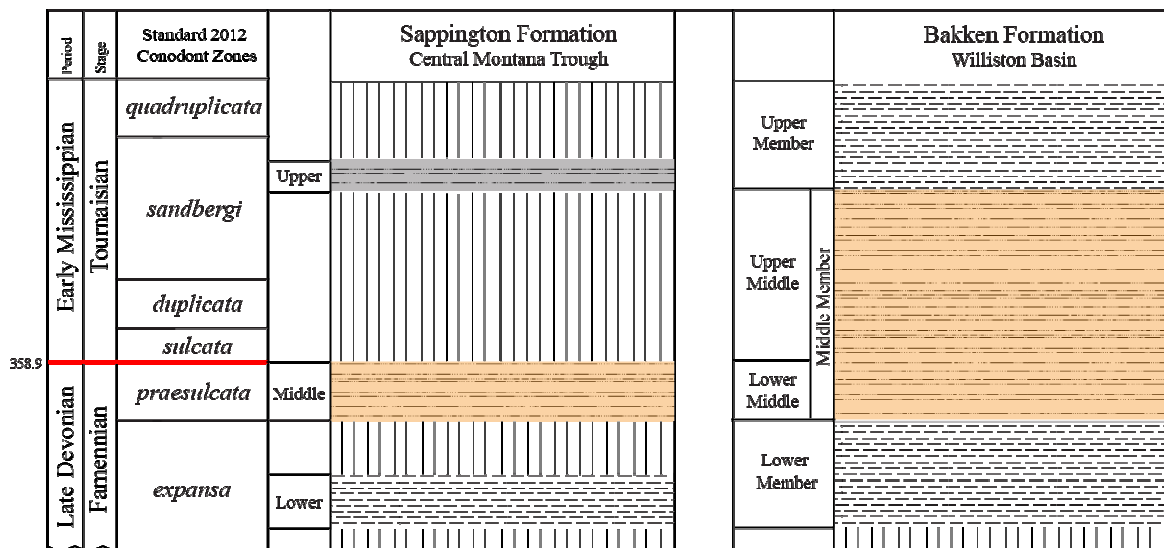 Period
Stage
Standard 2012
Conodont Zones
Sappington Formation
Central Montana Trough
Bakken Formation
Williston Basin
Early Mississippian
Tournaisian
quadruplicata
sandbergi
duplicata
sulcata
Upper
Upper
Member
Upper
Middle
Middle Member
358.9
Late Devonian
Famennian
praesulcata
expansa
Middle
Lower
Lower
Middle
Lower
Member